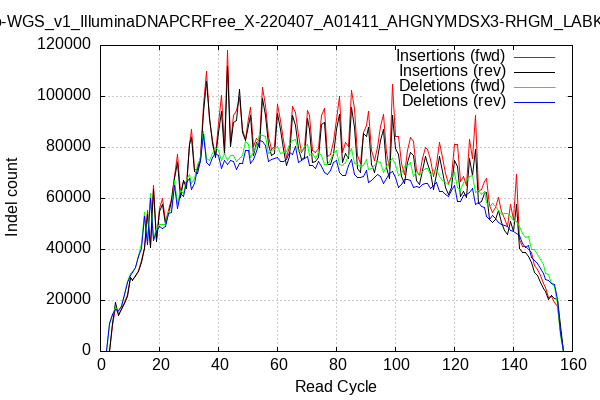 o-WGS_v1_IlluminaDNAPCRFree_X-220407_A01411_AHGNYMDSX3-RHGM_LABK
Insertions (fwd)
Insertions (rev)
Deletions (fwd)
Deletions (rev)
120000
100000
80000
60000
40000
20000
0
Indel count
0 20 40 60 80 100 120 140 160
Read Cycle